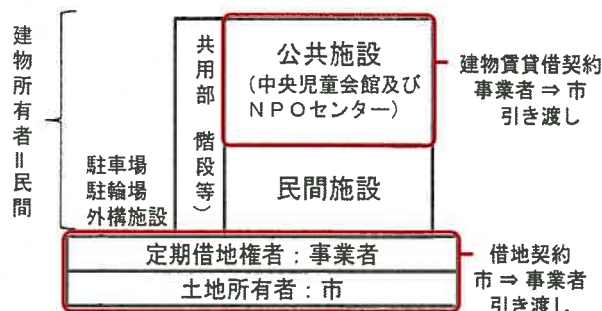 建物所有者＝民間
共用部（階段等）
公共施設
（中央児童会館及び
ＮＰＯセンター）
建物賃貸借契約
事業者 ⇒ 市
引き渡し
駐車場
駐輪場
外構施設
民間施設
定期借地権者：事業者
土地所有者：市
借地契約
市 ⇒ 事業者
引き渡し